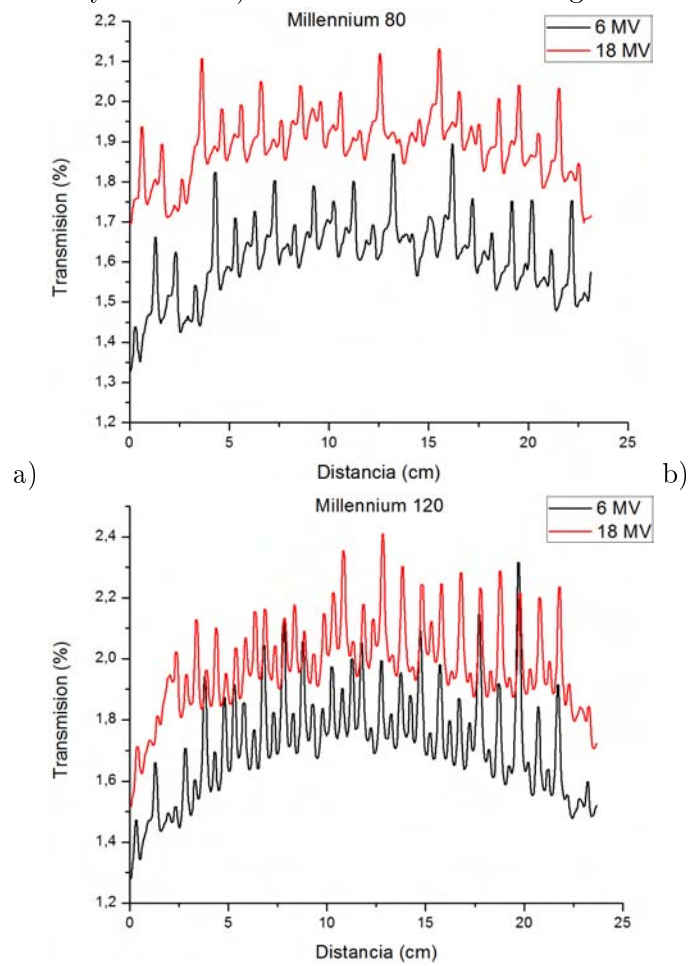 Millennium 80
6 MV
18 MV
2,2
2,1
2,0
1,9
1,8
1,7
1,6
1,5
1,4
1,3
1,2
Transmision (%)
0 5 10 15 20 25
Distancia (cm)
a)
b)
Millennium 120
6 MV
18 MV
2,4
2,2
2,0
1,8
1,6
1,4
1,2
Transmision (%)
0 5 10 15 20 25
Distancia (cm)